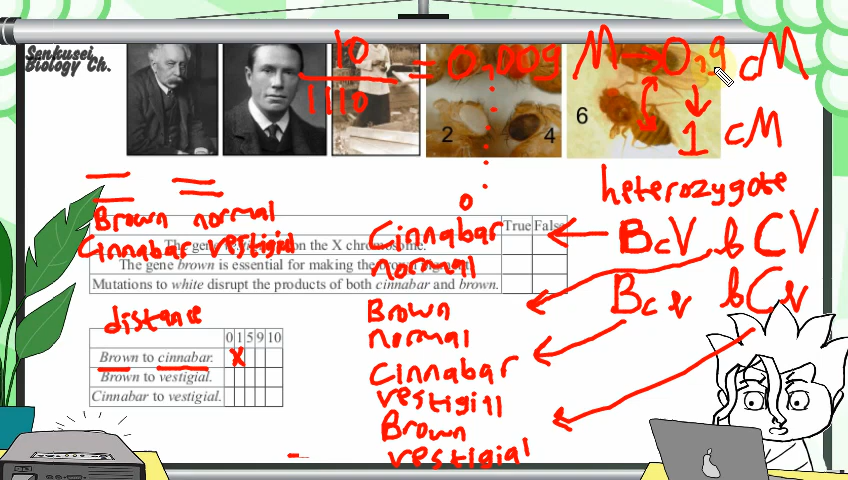 Senkusei
Biology Ch.
10
1110
= 0,009 M → 0,9 cM
1 cM
2
4
6
0
heterozygote
Brown normal
Cinnabar vestigial
Cinnabar
normal
BcV bCV
Bcv bCv
True False
on the X chromosome.
The gene brown is essential for making the brown
Mutations to white disrupt the products of both cinnabar and brown.
distance
0 1 5 9 10
Brown to cinnabar. X
Brown to vestigial.
Cinnabar to vestigial.
Brown
normal
Cinnabar
vestigill
Brown
vestigial